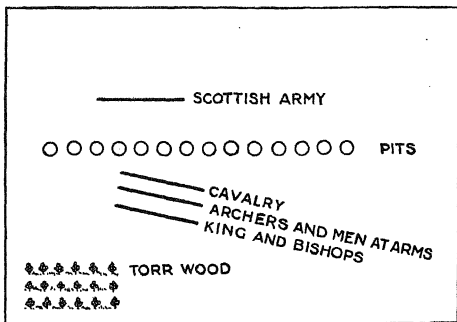 SCOTTISH ARMY
PITS
CAVALRY
ARCHERS AND MEN AT ARMS
KING AND BISHOPS
TORR WOOD